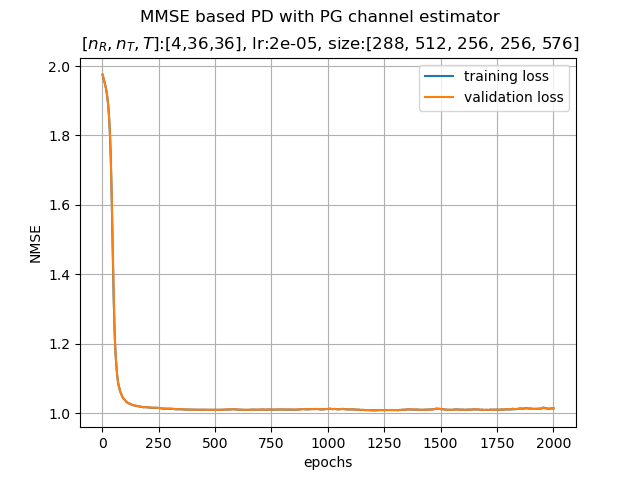 MMSE based PD with PG channel estimator
[n_R, n_T, T]:[4,36,36], lr:2e-05, size:[288, 512, 256, 256, 576]
2.0
1.8
1.6
1.4
1.2
1.0
NMSE
training loss
validation loss
0 250 500 750 1000 1250 1500 1750 2000
epochs